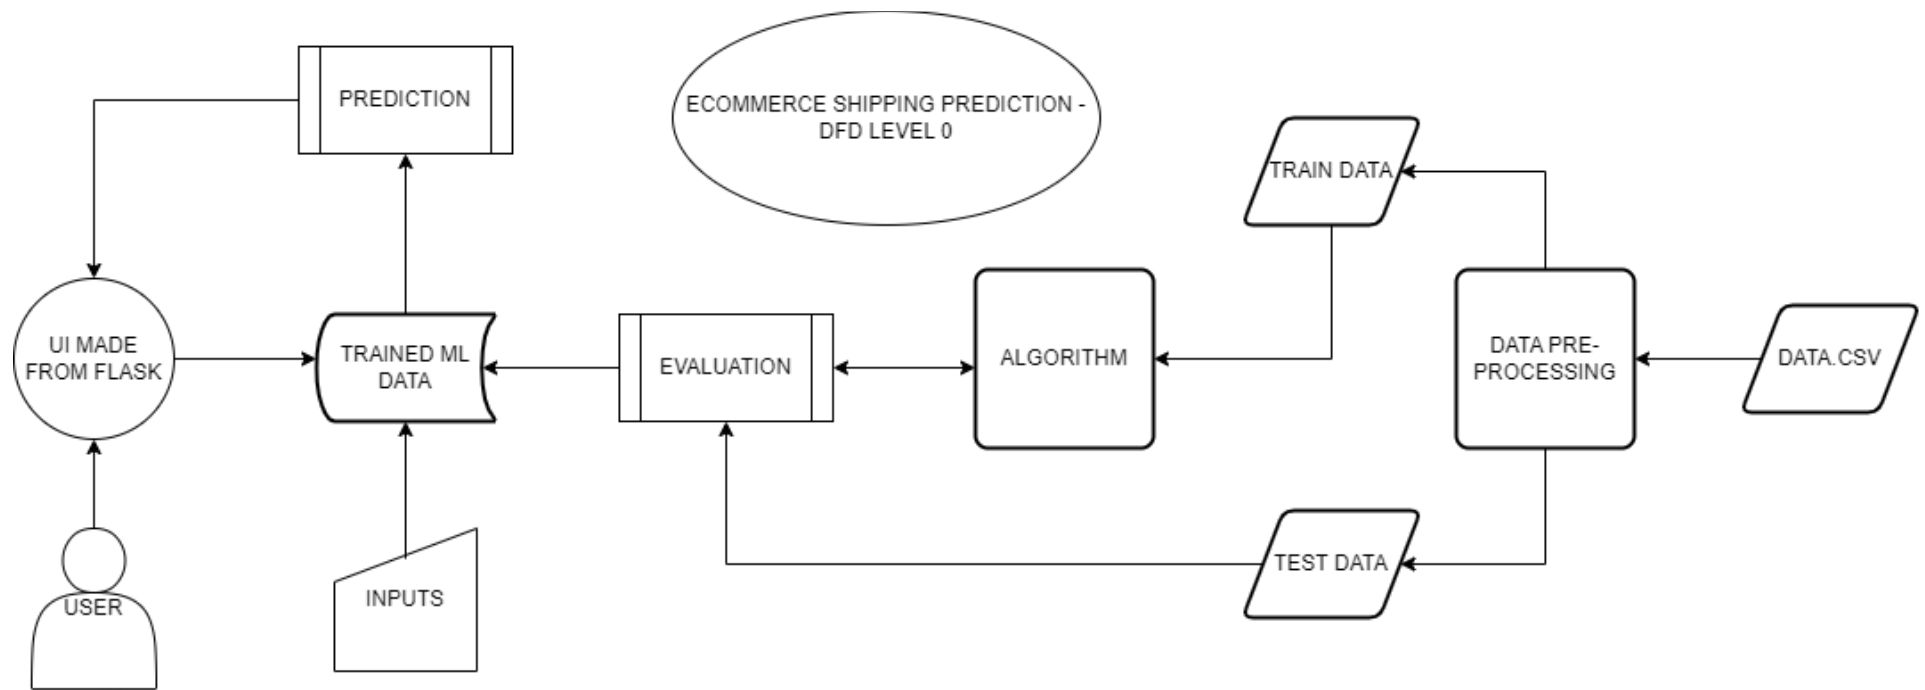 PREDICTION
ECOMMERCE SHIPPING PREDICTION -
DFD LEVEL 0
TRAIN DATA
UI MADE
FROM FLASK
TRAINED ML
DATA
EVALUATION
ALGORITHM
DATA PRE-
PROCESSING
DATA.CSV
TEST DATA
USER
INPUTS